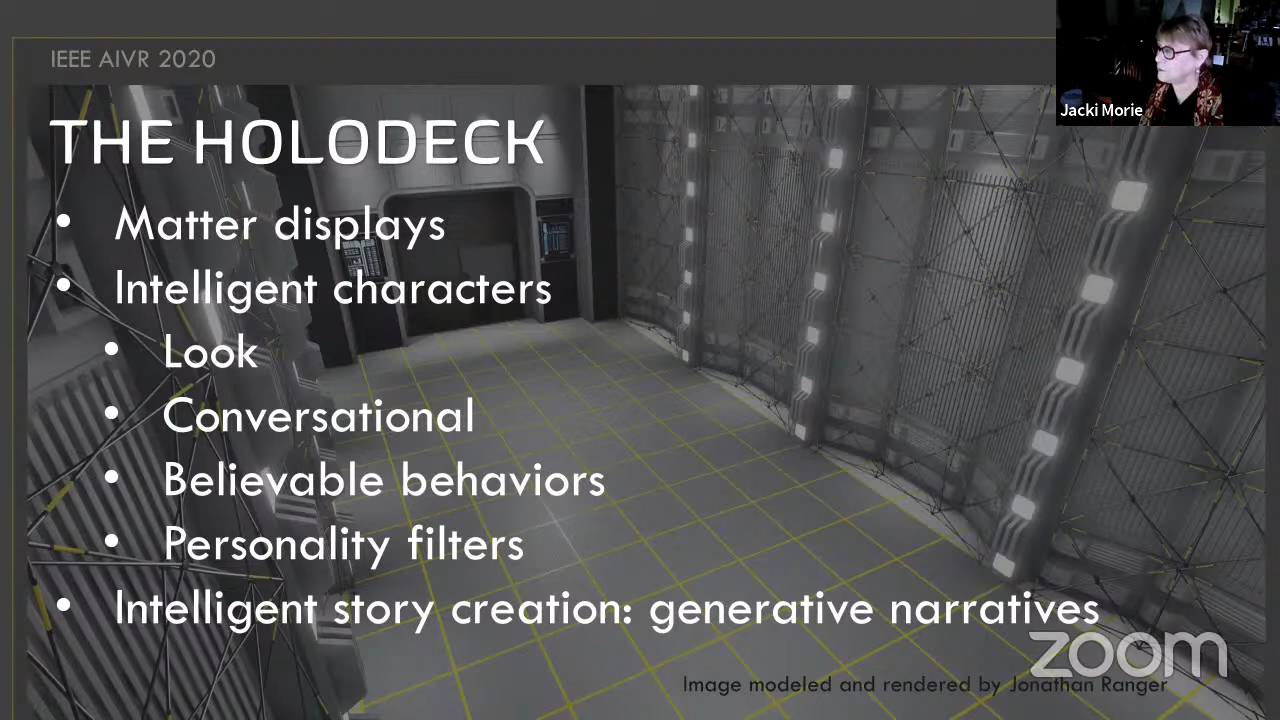 IEEE AIVR 2020
Jacki Morie
THE HOLODECK
• Matter displays
• Intelligent characters
• Look
• Conversational
• Believable behaviors
• Personality filters
• Intelligent story creation: generative narratives
zoom
Image modeled and rendered by Jonathan Ranger